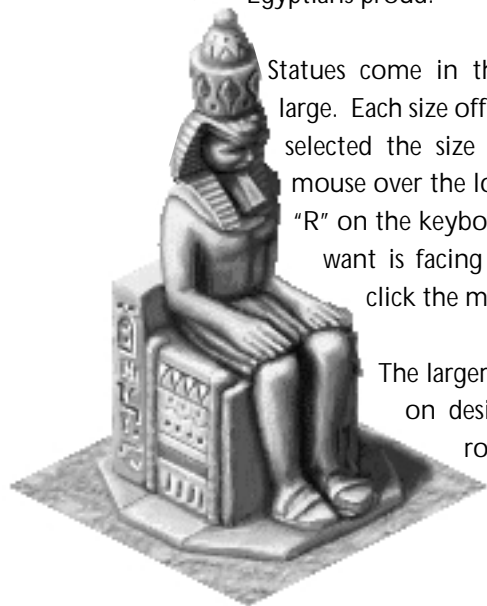 Egyptians proud.
Statues come in th
large. Each size off
selected the size
mouse over the lo
"R" on the keybo
want is facing
click the m
The larger
on desi
ro